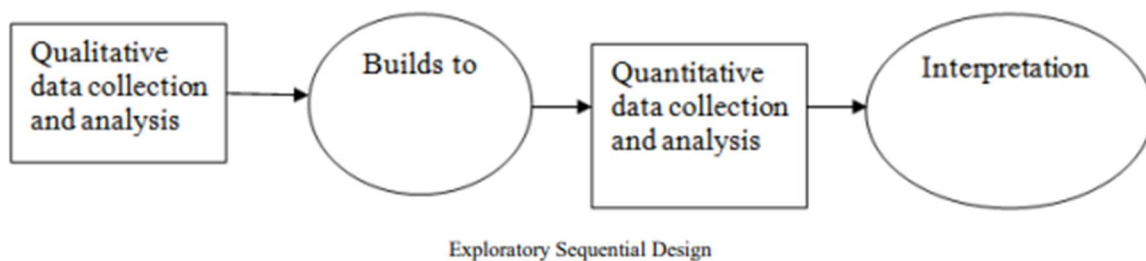 Qualitative
data collection
and analysis
Builds to
Quantitative
data collection
and analysis
Interpretation
Exploratory Sequential Design